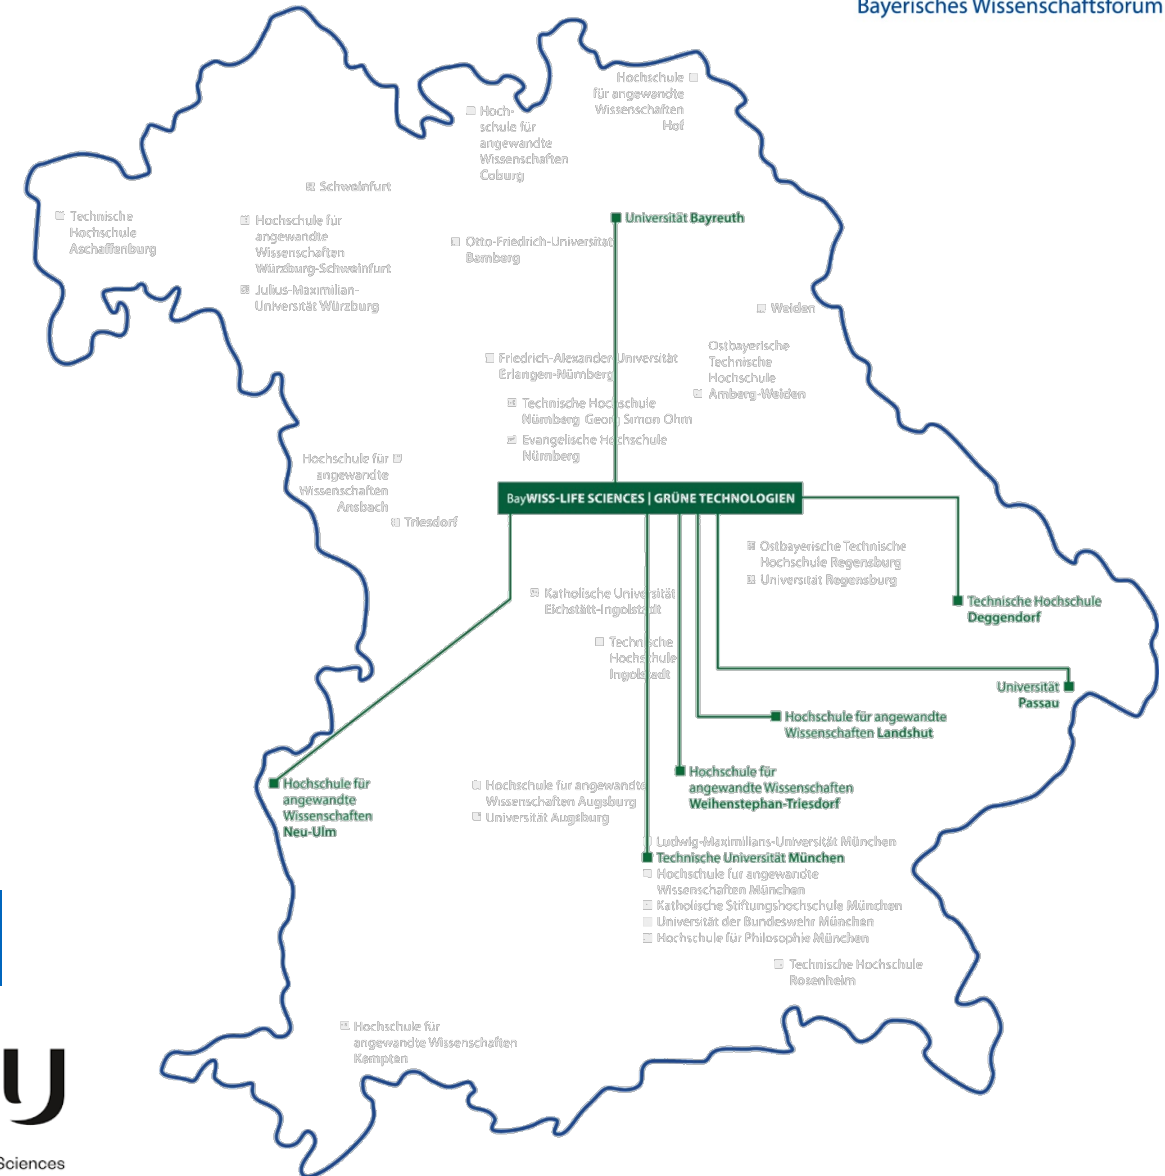 Bayerisches Wissenschaftsforum
Hochschule
für angewandte
Wissenschaften
Hof
Hoch-
schule für
angewandte
Wissenschaften
Coburg
Schweinfurt
Technische
Hochschule
Aschaffenburg
Hochschule für
angewandte
Wissenschaften
Würzburg-Schweinfurt
Julius-Maximilian-
Universität Würzburg
Universität Bayreuth
Otto-Friedrich-Universität
Bamberg
Weiden
Ostbayerische
Technische
Hochschule
Amberg-Weiden
Friedrich-Alexander-Universität
Erlangen-Nürnberg
Technische Hochschule
Nürnberg Georg Simon Ohm
Evangelische Hochschule
Nürnberg
Hochschule für
angewandte
Wissenschaften
Ansbach
Triesdorf
BayWISS-LIFE SCIENCES | GRÜNE TECHNOLOGIEN
Ostbayerische Technische
Hochschule Regensburg
Universität Regensburg
Katholische Universität
Eichstätt-Ingolstadt
Technische Hochschule
Deggendorf
Technische
Hochschule
Ingolstadt
Universität
Passau
Hochschule für angewandte
Wissenschaften Landshut
Hochschule für
angewandte Wissenschaften
Weihenstephan-Triesdorf
Hochschule für
angewandte
Wissenschaften
Neu-Ulm
Hochschule für angewandte
Wissenschaften Augsburg
Universität Augsburg
Ludwig-Maximilians-Universität München
Technische Universität München
Hochschule für angewandte
Wissenschaften München
Katholische Stiftungshochschule München
Universität der Bundeswehr München
Hochschule für Philosophie München
Technische Hochschule
Rosenheim
Hochschule für
angewandte Wissenschaften
Kempten
U
Sciences